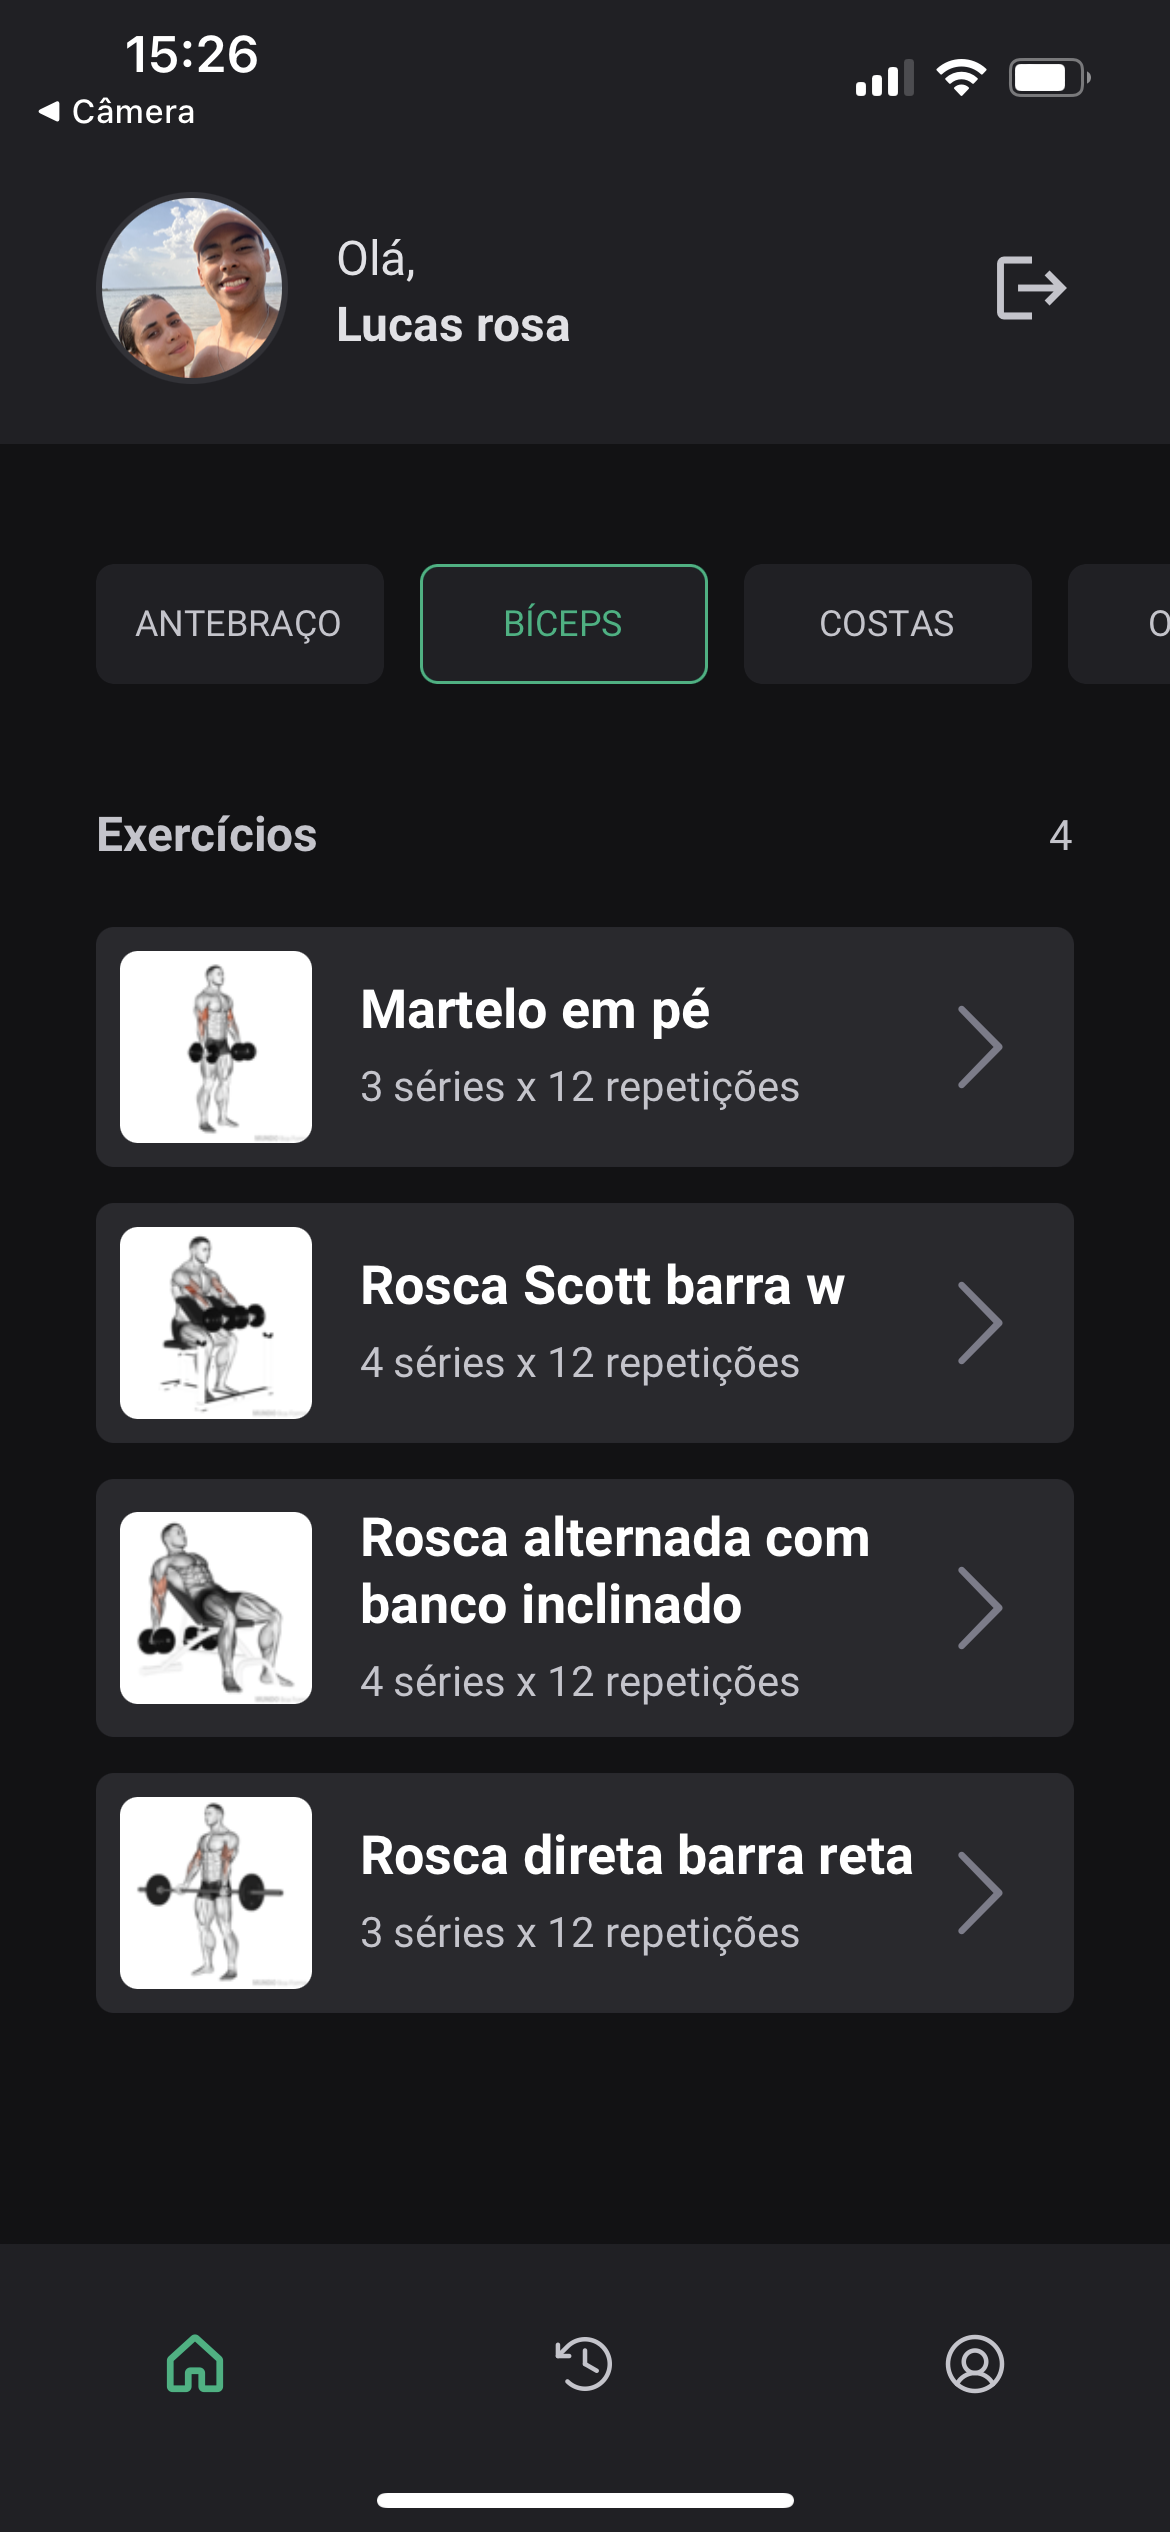 15:26
◀ Câmera
Olá,
Lucas rosa
ANTEBRAÇO
BÍCEPS
COSTAS
Exercícios
4
Martelo em pé
3 séries x 12 repetições
Rosca Scott barra w
4 séries x 12 repetições
Rosca alternada com
banco inclinado
4 séries x 12 repetições
Rosca direta barra reta
3 séries x 12 repetições